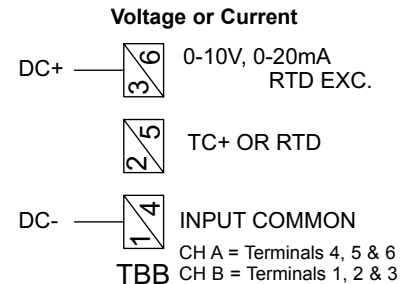 Voltage or Current
DC+ 3 6 0-10V, 0-20mA
RTD EXC.
2 5 TC+ OR RTD
DC- 1 4 INPUT COMMON
CH A = Terminals 4, 5 & 6
TBB CH B = Terminals 1, 2 & 3